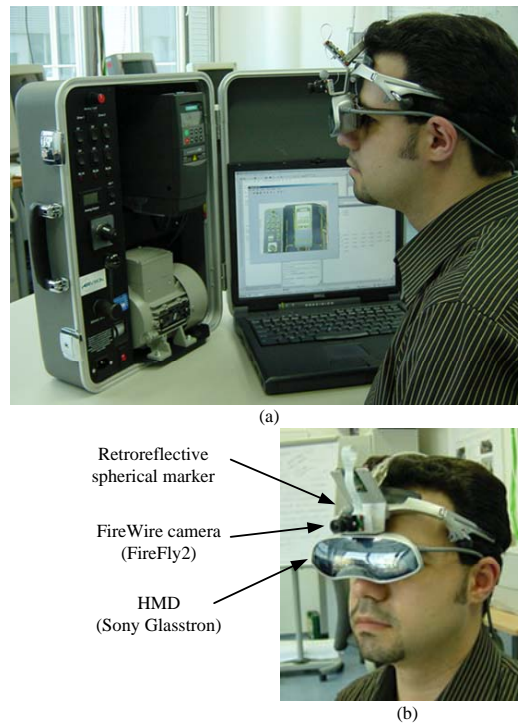 (a)
Retroreflective
spherical marker
FireWire camera
(FireFly2)
HMD
(Sony Glasstron)
(b)